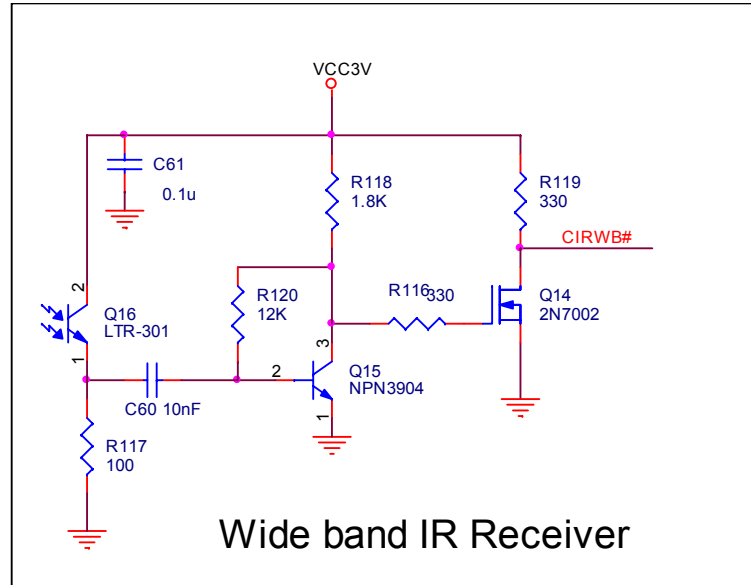 VCC3V
C61
0.1u
R118
1.8K
R119
330
CIRWB#
2
Q16
LTR-301
1
R120
12K
R116
330
Q14
2N7002
3
2
Q15
NPN3904
1
C60 10nF
R117
100
Wide band IR Receiver